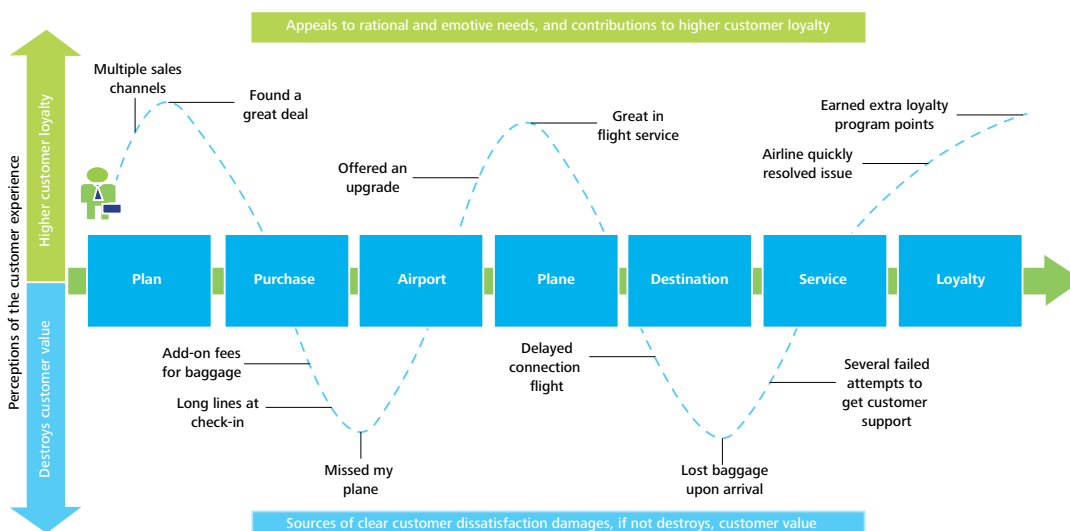 Appeals to rational and emotive needs, and contributions to higher customer loyalty
Perceptions of the customer experience
Higher customer loyalty
Destroys customer value
Multiple sales
channels
Found a
great deal
Offered an
upgrade
Great in
flight service
Earned extra loyalty
program points
Airline quickly
resolved issue
Plan
Purchase
Airport
Plane
Destination
Service
Loyalty
Add-on fees
for baggage
Long lines at
check-in
Missed my
plane
Delayed
connection
flight
Lost baggage
upon arrival
Several failed
attempts to
get customer
support
Sources of clear customer dissatisfaction damages, if not destroys, customer value